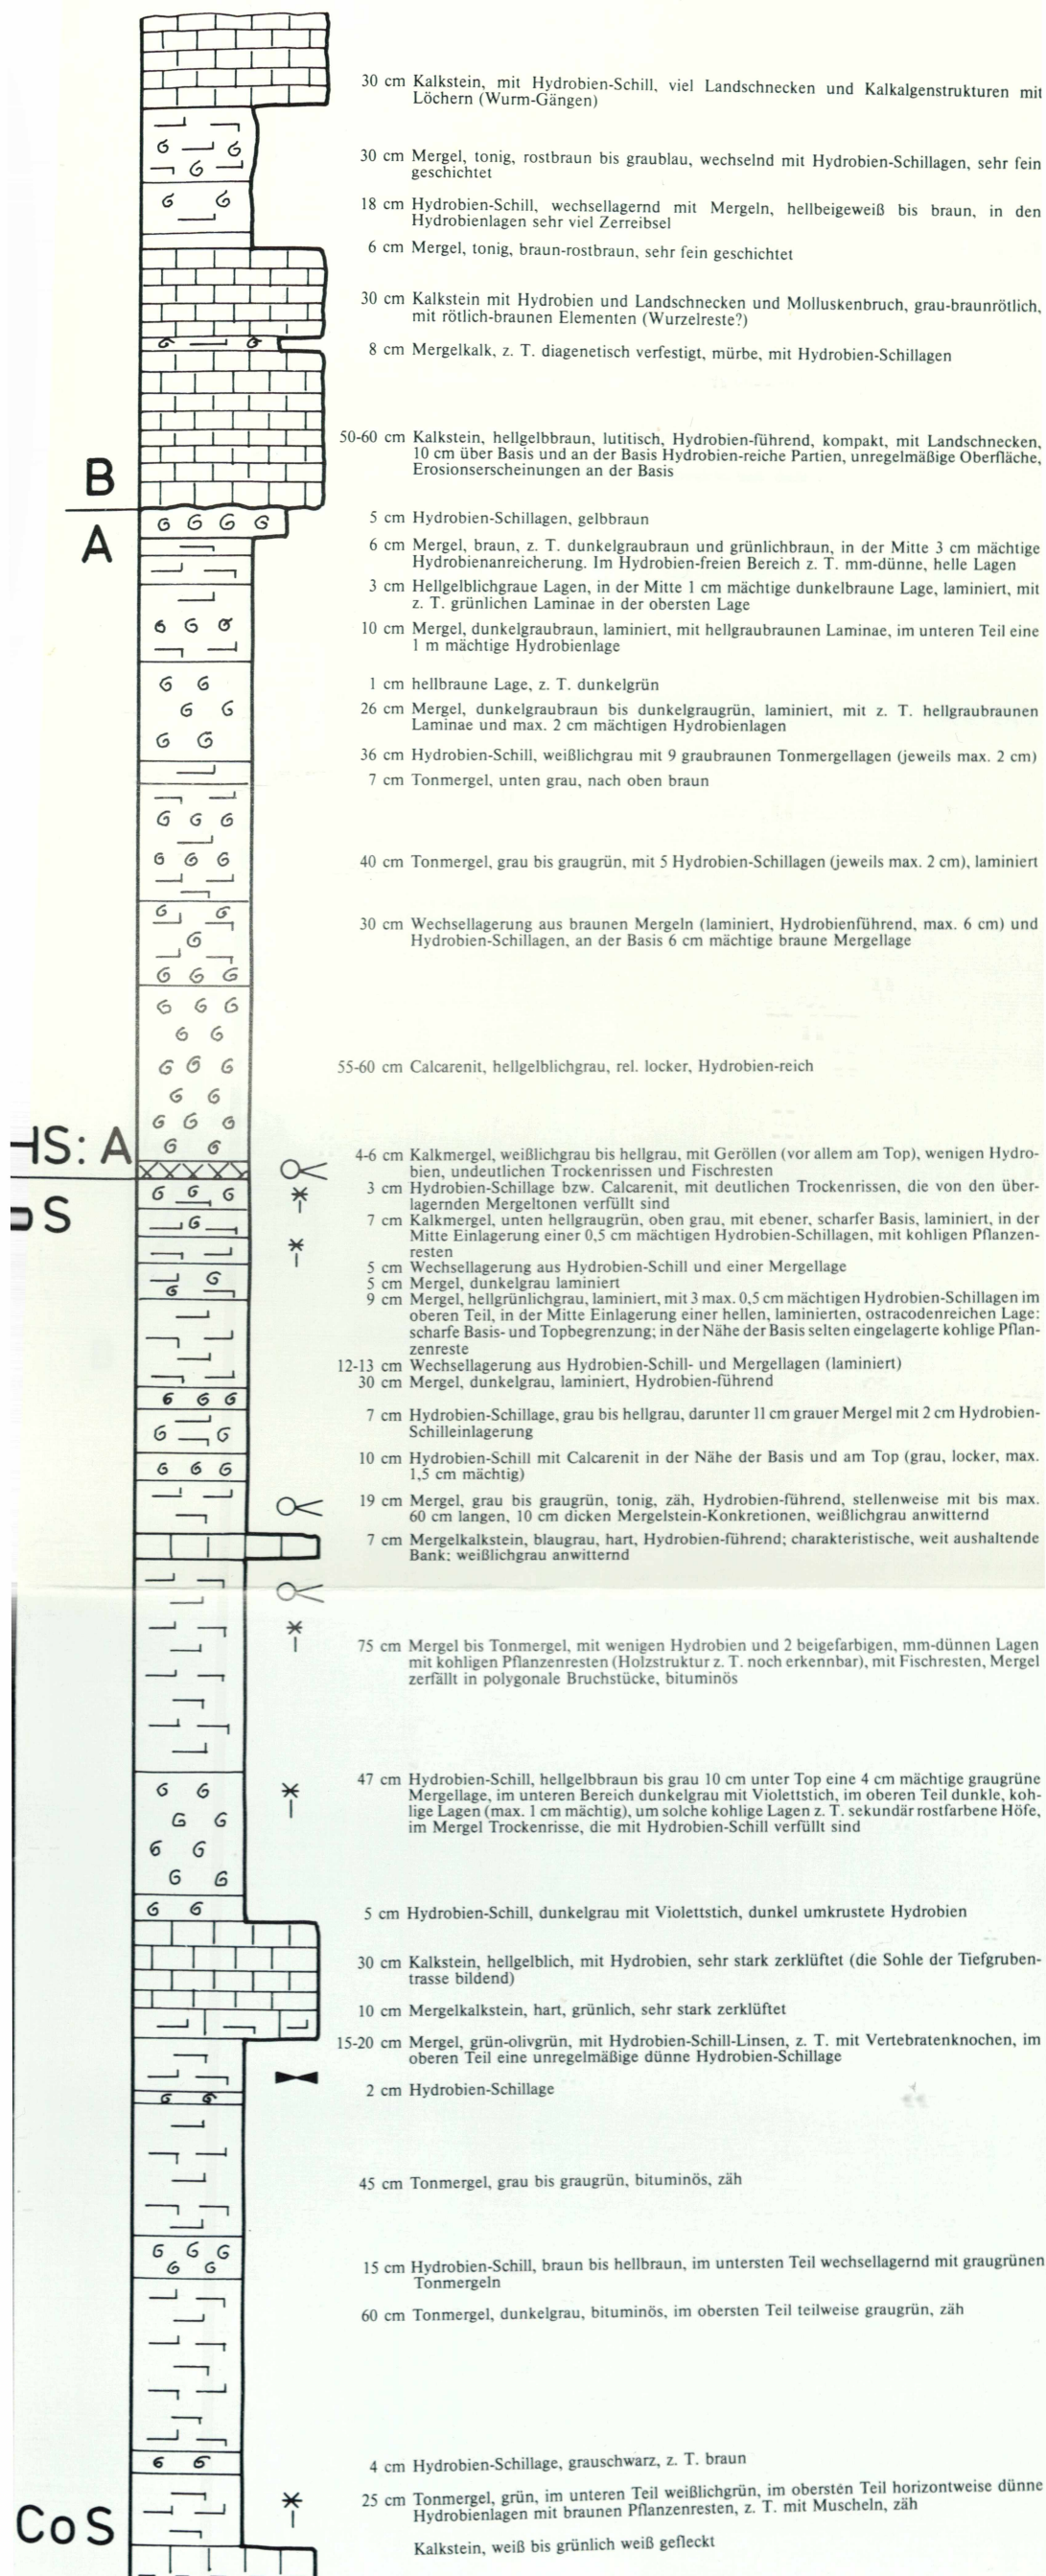 30 cm Kalkstein, mit Hydrobien-Schill, viel Landschnecken und Kalkalgenstrukturen mit
Löchern (Wurm-Gängen)
30 cm Mergel, tonig, rostbraun bis graublau, wechselnd mit Hydrobien-Schillagen, sehr fein
geschichtet
18 cm Hydrobien-Schill, wechsellagernd mit Mergeln, hellbeigeweiß bis braun, in den
Hydrobienlagen sehr viel Zerreibsel
6 cm Mergel, tonig, braun-rostbraun, sehr fein geschichtet
30 cm Kalkstein mit Hydrobien und Landschnecken und Molluskenbruch, grau-braunrötlich,
mit rötlich-braunen Elementen (Wurzelreste?)
8 cm Mergelkalk, z. T. diagenetisch verfestigt, mürbe, mit Hydrobien-Schillagen
50-60 cm Kalkstein, hellgelbbraun, lutitisch, Hydrobien-führend, kompakt, mit Landschnecken,
10 cm über Basis und an der Basis Hydrobien-reiche Partien, unregelmäßige Oberfläche,
Erosionserscheinungen an der Basis
B
A
5 cm Hydrobien-Schillagen, gelbbraun
6 cm Mergel, braun, z. T. dunkelgraubraun und grünlichbraun, in der Mitte 3 cm mächtige
Hydrobienanreicherung. Im Hydrobien-freien Bereich z. T. mm-dünne, helle Lagen
3 cm Hellgelblichgraue Lagen, in der Mitte 1 cm mächtige dunkelbraune Lage, laminiert, mit
z. T. grünlichen Laminae in der obersten Lage
10 cm Mergel, dunkelgraubraun, laminiert, mit hellgraubraunen Laminae, im unteren Teil eine
1 m mächtige Hydrobienlage
1 cm hellbraune Lage, z. T. dunkelgrün
26 cm Mergel, dunkelgraubraun bis dunkelgraugrün, laminiert, mit z. T. hellgraubraunen
Laminae und max. 2 cm mächtigen Hydrobienlagen
36 cm Hydrobien-Schill, weißlichgrau mit 9 graubraunen Tonmergellagen (jeweils max. 2 cm)
7 cm Tonmergel, unten grau, nach oben braun
40 cm Tonmergel, grau bis graugrün, mit 5 Hydrobien-Schillagen (jeweils max. 2 cm), laminiert
30 cm Wechsellagerung aus braunen Mergeln (laminiert, Hydrobienführend, max. 6 cm) und
Hydrobien-Schillagen, an der Basis 6 cm mächtige braune Mergellage
55-60 cm Calcarenit, hellgelblichgrau, rel. locker, Hydrobien-reich
HS: A
4-6 cm Kalkmergel, weißlichgrau bis hellgrau, mit Geröllen (vor allem am Top), wenigen Hydro-
bien, undeutlichen Trockenrissen und Fischresten
S
3 cm Hydrobien-Schillage bzw. Calcarenit, mit deutlichen Trockenrissen, die von den über-
lagernden Mergeltonen verfüllt sind
7 cm Kalkmergel, unten hellgraugrün, oben grau, mit ebener, scharfer Basis, laminiert, in der
Mitte Einlagerung einer 0,5 cm mächtigen Hydrobien-Schillagen, mit kohligen Pflanzen-
resten
5 cm Wechsellagerung aus Hydrobien-Schill und einer Mergellage
5 cm Mergel, dunkelgrau laminiert
9 cm Mergel, hellgrünlichgrau, laminiert, mit 3 max. 0,5 cm mächtigen Hydrobien-Schillagen im
oberen Teil, in der Mitte Einlagerung einer hellen, laminierten, ostracodenreichen Lage:
scharfe Basis- und Topbegrenzung; in der Nähe der Basis selten eingelagerte kohlige Pflan-
zenreste
12-13 cm Wechsellagerung aus Hydrobien-Schill- und Mergellagen (laminiert)
30 cm Mergel, dunkelgrau, laminiert, Hydrobien-führend
7 cm Hydrobien-Schillage, grau bis hellgrau, darunter 11 cm grauer Mergel mit 2 cm Hydrobien-
Schilleinlagerung
10 cm Hydrobien-Schill mit Calcarenit in der Nähe der Basis und am Top (grau, locker, max.
1,5 cm mächtig)
19 cm Mergel, grau bis graugrün, tonig, zäh, Hydrobien-führend, stellenweise mit bis max.
60 cm langen, 10 cm dicken Mergelstein-Konkretionen, weißlichgrau anwitternd
7 cm Mergelkalkstein, blaugrau, hart, Hydrobien-führend; charakteristische, weit aushaltende
Bank: weißlichgrau anwitternd
75 cm Mergel bis Tonmergel, mit wenigen Hydrobien und 2 beigefarbigen, mm-dünnen Lagen
mit kohligen Pflanzenresten (Holzstruktur z. T. noch erkennbar), mit Fischresten, Mergel
zerfällt in polygonale Bruchstücke, bituminös
47 cm Hydrobien-Schill, hellgelbbraun bis grau 10 cm unter Top eine 4 cm mächtige graugrüne
Mergellage, im unteren Bereich dunkelgrau mit Violettstich, im oberen Teil dunkle, koh-
lige Lagen (max. 1 cm mächtig), um solche kohlige Lagen z. T. sekundär rostfarbene Höfe,
im Mergel Trockenrisse, die mit Hydrobien-Schill verfüllt sind
5 cm Hydrobien-Schill, dunkelgrau mit Violettstich, dunkel umkrustete Hydrobien
30 cm Kalkstein, hellgelblich, mit Hydrobien, sehr stark zerklüftet (die Sohle der Tiefgruben-
trasse bildend)
10 cm Mergelkalkstein, hart, grünlich, sehr stark zerklüftet
15-20 cm Mergel, grün-olivgrün, mit Hydrobien-Schill-Linsen, z. T. mit Vertebratenknochen, im
oberen Teil eine unregelmäßige dünne Hydrobien-Schillage
2 cm Hydrobien-Schillage
45 cm Tonmergel, grau bis graugrün, bituminös, zäh
15 cm Hydrobien-Schill, braun bis hellbraun, im untersten Teil wechsellagernd mit graugrünen
Tonmergeln
60 cm Tonmergel, dunkelgrau, bituminös, im obersten Teil teilweise graugrün, zäh
4 cm Hydrobien-Schillage, grauschwarz, z. T. braun
25 cm Tonmergel, grün, im unteren Teil weißlichgrün, im obersten Teil horizontweise dünne
Hydrobienlagen mit braunen Pflanzenresten, z. T. mit Muscheln, zäh
CoS
Kalkstein, weiß bis grünlich weiß gefleckt